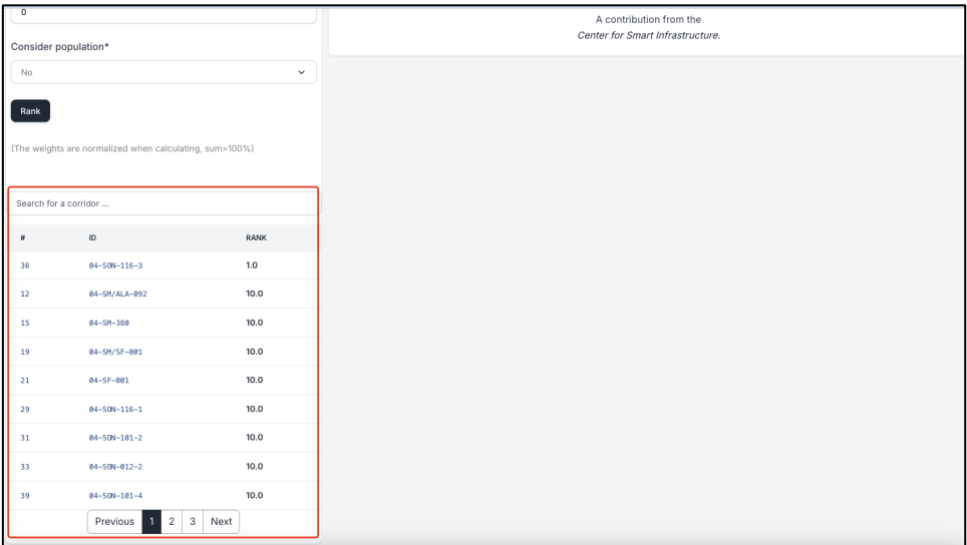 0
A contribution from the
Center for Smart Infrastructure.
Consider population*
No
Rank
(The weights are normalized when calculating, sum=100%)
Search for a corridor ...
# ID RANK
36 04-SON-116-3 1.0
12 04-SM/ALA-092 10.0
15 04-SM-380 10.0
19 04-SM/SF-001 10.0
21 04-SF-001 10.0
29 04-SON-116-1 10.0
31 04-SON-101-2 10.0
33 04-SON-012-2 10.0
39 04-SON-101-4 10.0
Previous 1 2 3 Next